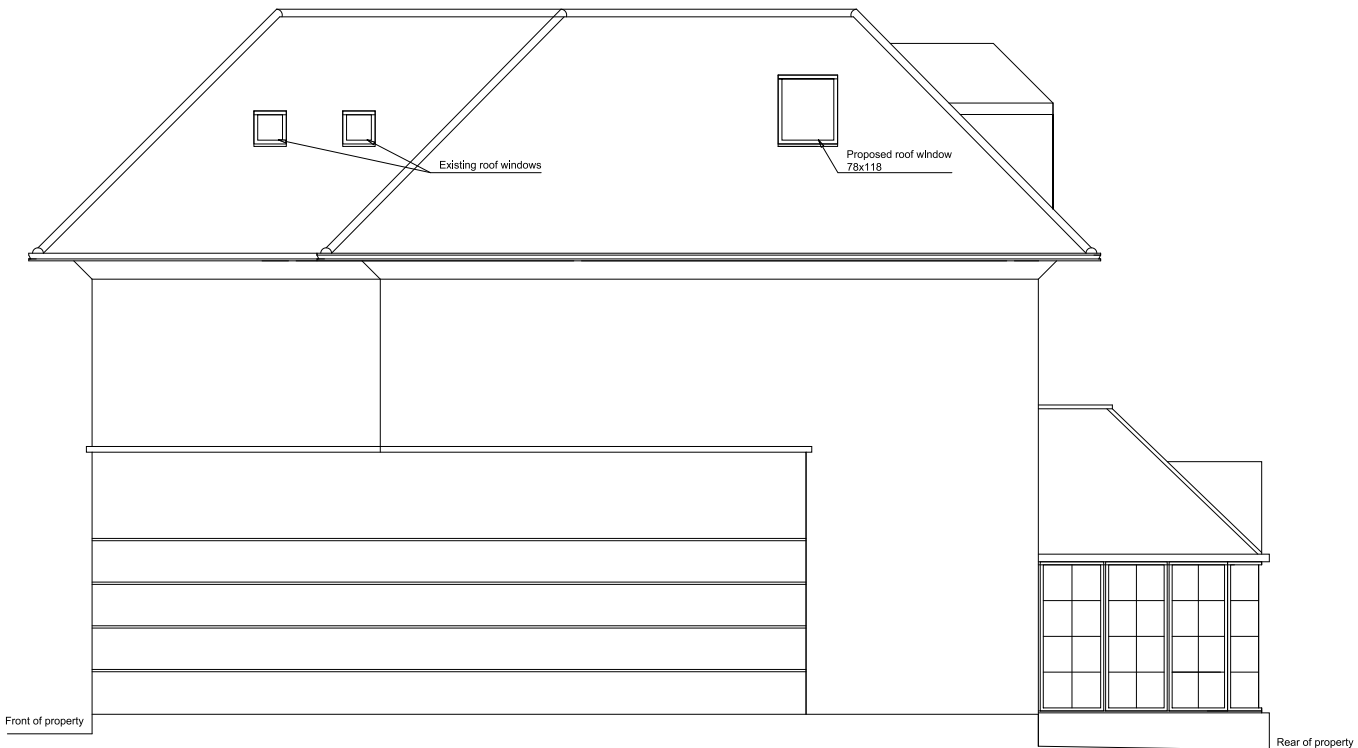 Existing roof windows
Proposed roof window
78x118
Front of property
Rear of property